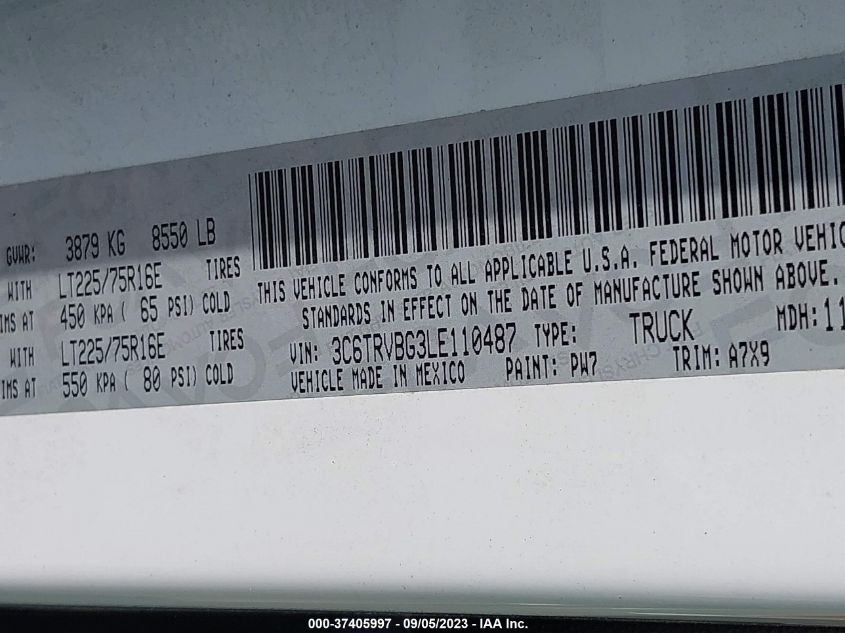 GVWR: 3879 KG 8550 LB
WITH LT225/75R16E TIRES
IMS AT 450 KPA ( 65 PSI) COLD
WITH LT225/75R16E TIRES
IMS AT 550 KPA ( 80 PSI) COLD
THIS VEHICLE CONFORMS TO ALL APPLICABLE U.S.A. FEDERAL MOTOR VEHIC
STANDARDS IN EFFECT ON THE DATE OF MANUFACTURE SHOWN ABOVE.
VIN: 3C6TRVBG3LE110487 TYPE: TRUCK MDH: 11
VEHICLE MADE IN MEXICO PAINT: PW7 TRIM: A7X9
000-37405997 - 09/05/2023 - IAA Inc.